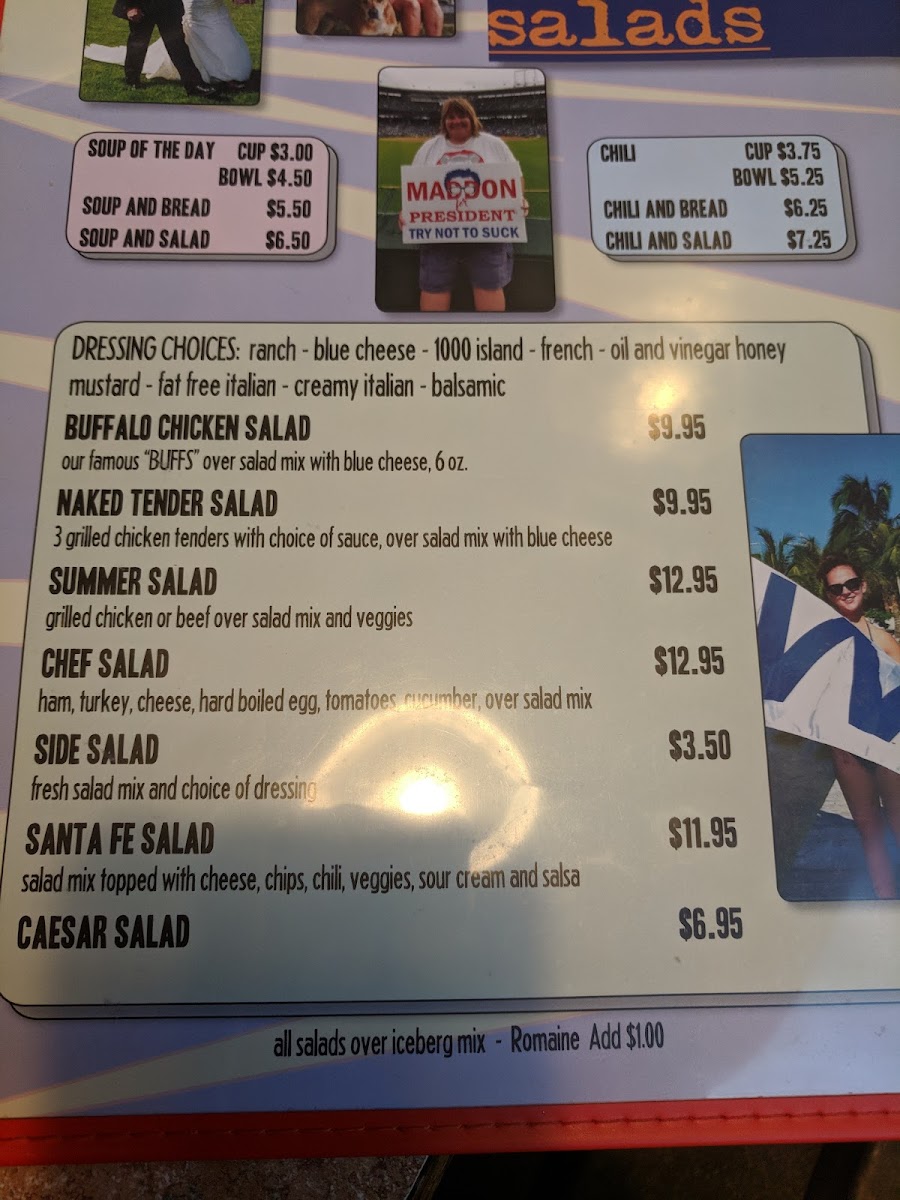 salads
SOUP OF THE DAY CUP $3.00
BOWL $4.50
SOUP AND BREAD $5.50
SOUP AND SALAD $6.50
MADDON
for
PRESIDENT
TRY NOT TO SUCK
CHILI CUP $3.75
BOWL $5.25
CHILI AND BREAD $6.25
CHILI AND SALAD $7.25
DRESSING CHOICES: ranch - blue cheese - 1000 island - french - oil and vinegar honey
mustard - fat free italian - creamy italian - balsamic
BUFFALO CHICKEN SALAD $9.95
our famous "BUFFS" over salad mix with blue cheese, 6 oz.
NAKED TENDER SALAD $9.95
3 grilled chicken tenders with choice of sauce, over salad mix with blue cheese
SUMMER SALAD $12.95
grilled chicken or beef over salad mix and veggies
CHEF SALAD $12.95
ham, turkey, cheese, hard boiled egg, tomatoes, cucumber, over salad mix
SIDE SALAD $3.50
fresh salad mix and choice of dressing
SANTA FE SALAD $11.95
salad mix topped with cheese, chips, chili, veggies, sour cream and salsa
CAESAR SALAD $6.95
all salads over iceberg mix - Romaine Add $1.00
W